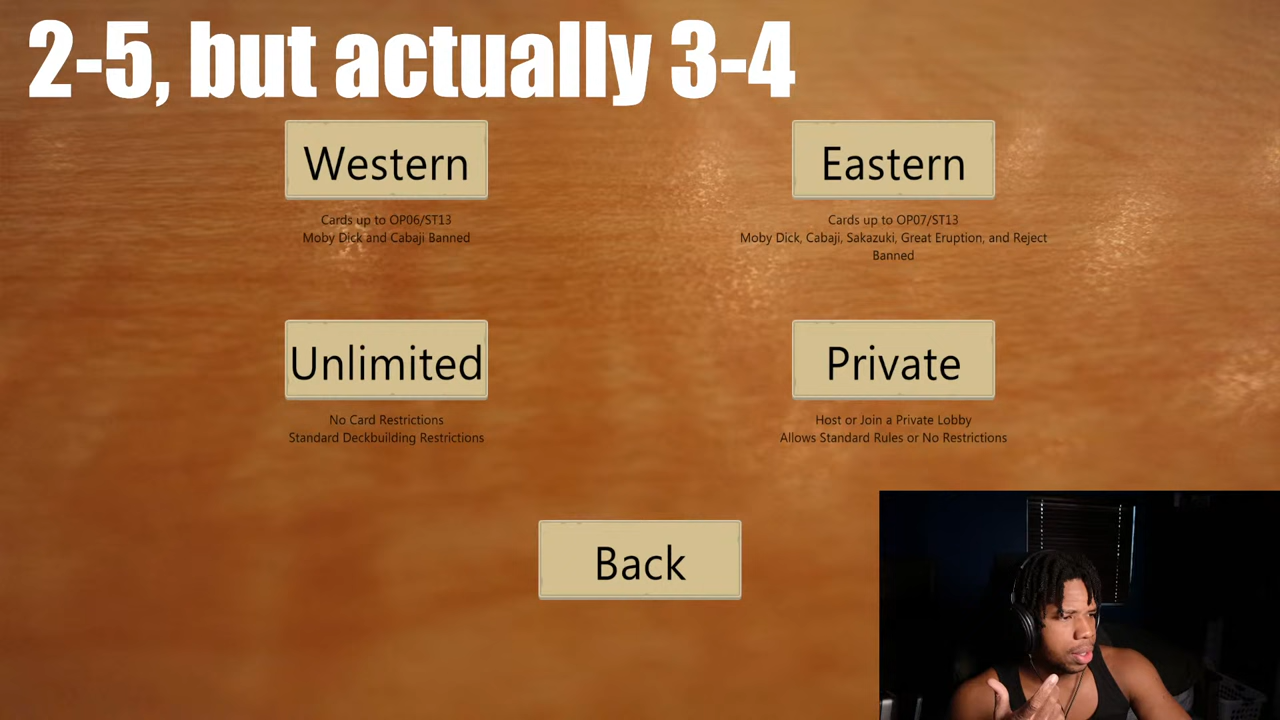 2-5, but actually 3-4
Western
Cards up to OP06/ST13
Moby Dick and Cabaji Banned
Eastern
Cards up to OP07/ST13
Moby Dick, Cabaji, Sakazuki, Great Eruption, and Reject
Banned
Unlimited
No Card Restrictions
Standard Deckbuilding Restrictions
Private
Host or Join a Private Lobby
Allows Standard Rules or No Restrictions
Back